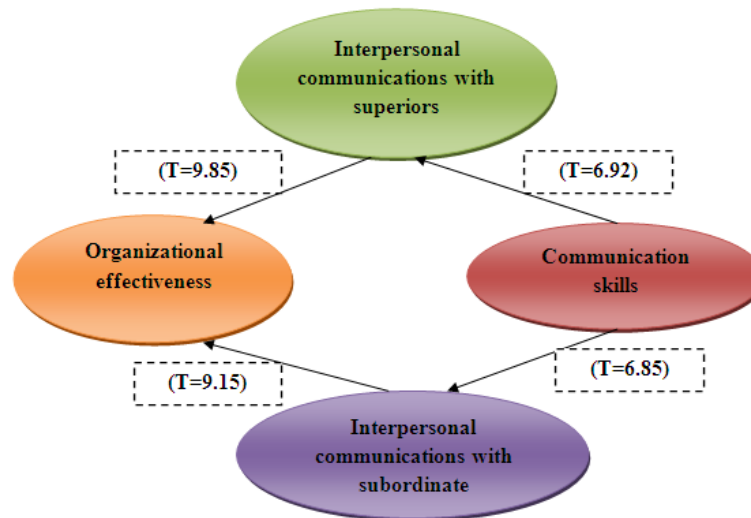 Interpersonal
communications with
superiors
(T=9.85)
(T=6.92)
Organizational
effectiveness
Communication
skills
(T=9.15)
(T=6.85)
Interpersonal
communications with
subordinate